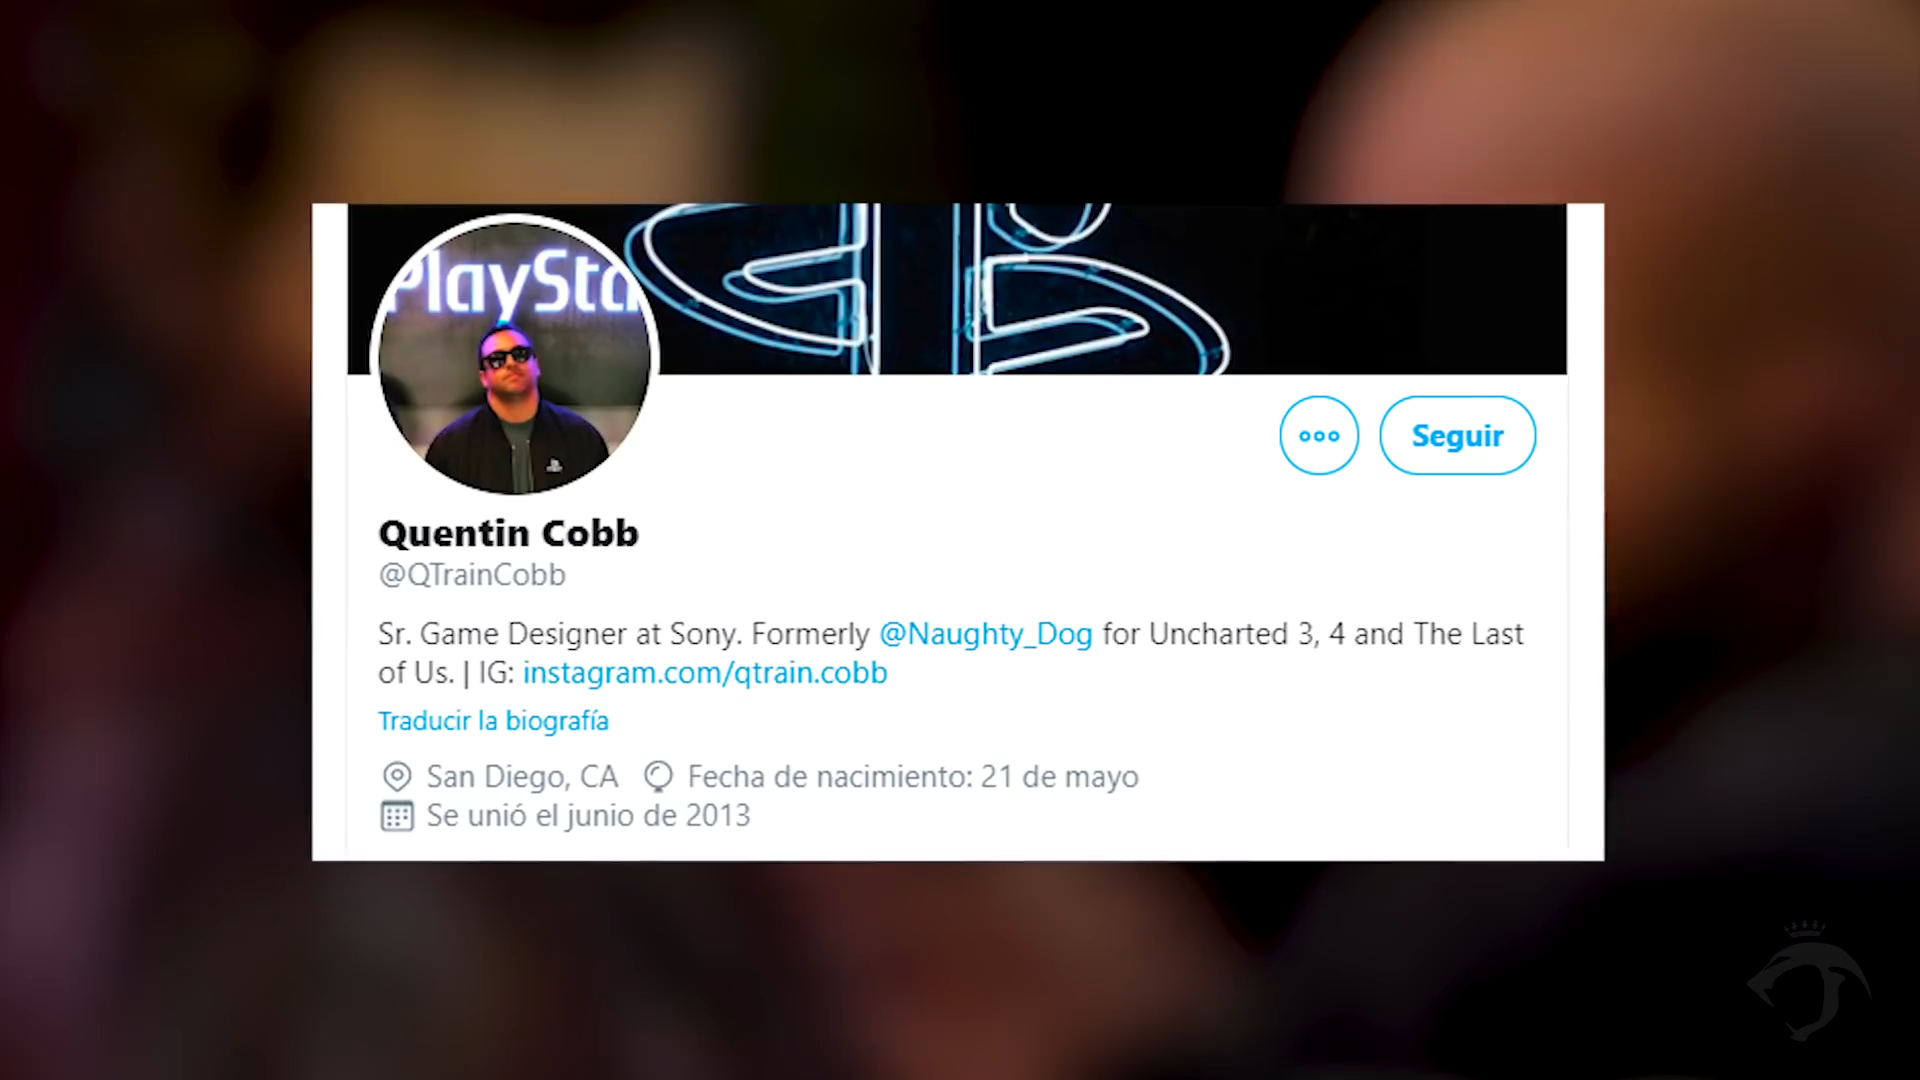 PlaySta
Seguir
Quentin Cobb
@QTrainCobb
Sr. Game Designer at Sony. Formerly @Naughty_Dog for Uncharted 3, 4 and The Last
of Us. | IG: instagram.com/qtrain.cobb
Traducir la biografía
San Diego, CA Fecha de nacimiento: 21 de mayo
Se unió el junio de 2013